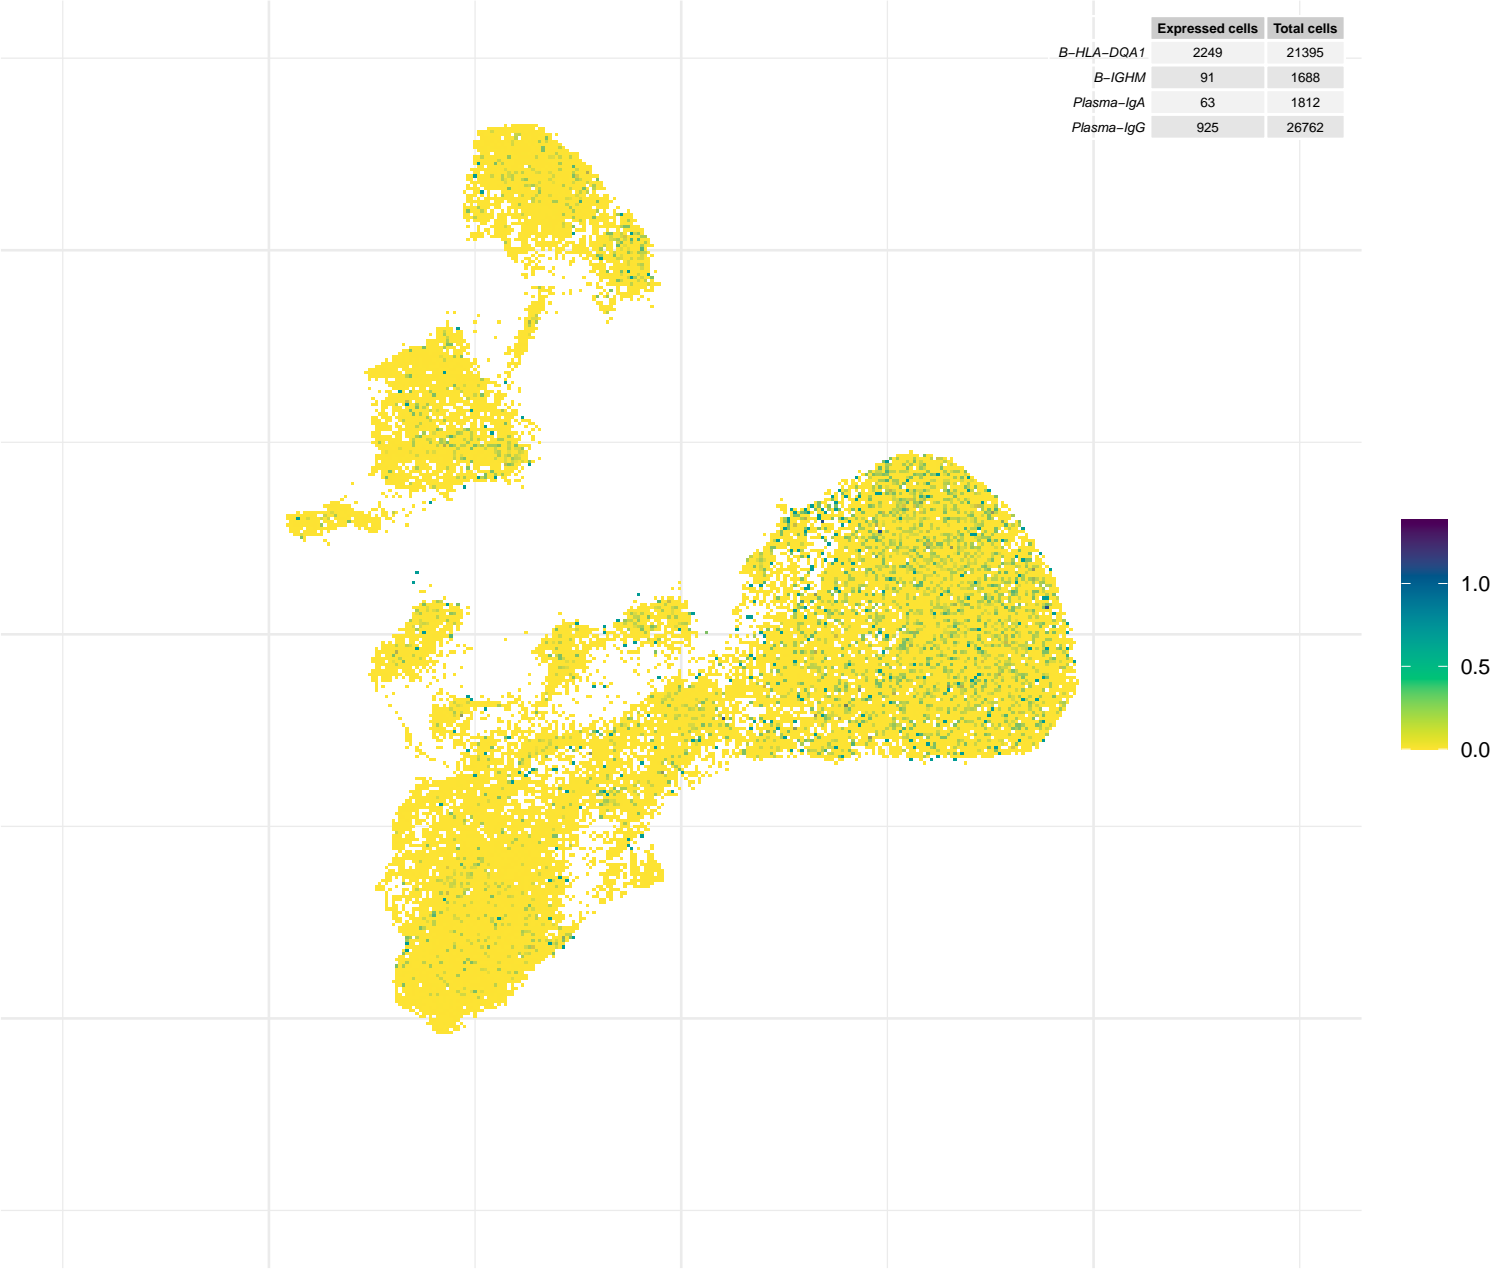 Expressed cells Total cells
B−HLA−DQA1 2249 21395
B−IGHM 91 1688
Plasma−IgA 63 1812
Plasma−IgG 925 26762
1.0
0.5
0.0